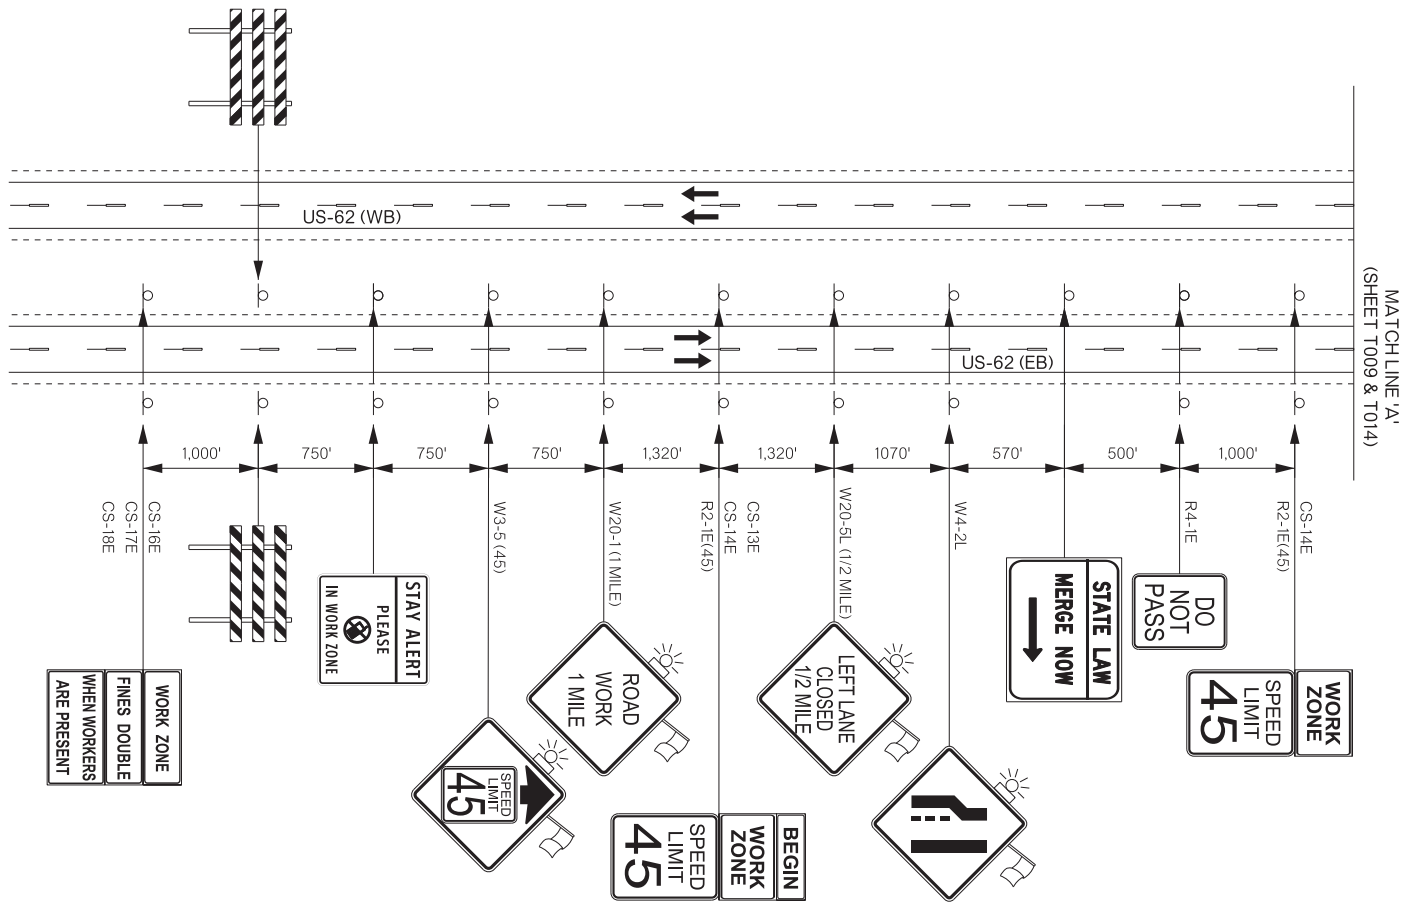 US-62 (WB)
US-62 (EB)
MATCH LINE 'A'
(SHEET T009 & T014)
1,000'
750'
750'
750'
1,320'
1,320'
1070'
570'
500'
1,000'
CS-16E
CS-17E
CS-18E
W3-5 (45)
W20-1 (1 MILE)
CS-13E
CS-14E
R2-1E(45)
W20-5L (1/2 MILE)
W4-2L
R4-1E
CS-14E
R2-1E(45)
WORK ZONE
FINES DOUBLE
WHEN WORKERS
ARE PRESENT
STAY ALERT
PLEASE
IN WORK ZONE
SPEED
LIMIT
45
ROAD
WORK
1 MILE
BEGIN
WORK
ZONE
SPEED
LIMIT
45
LEFT LANE
CLOSED
1/2 MILE
STATE LAW
MERGE NOW
DO
NOT
PASS
WORK
ZONE
SPEED
LIMIT
45